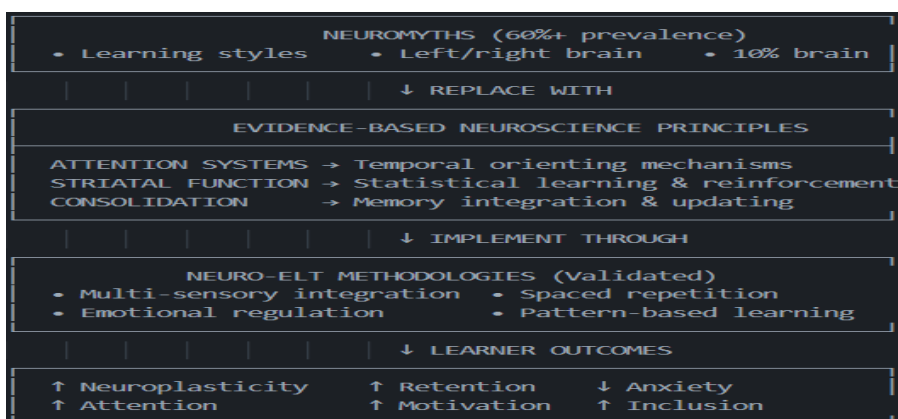 NEUROMYTHS (60%+ prevalence)
• Learning styles • Left/right brain • 10% brain
↓ REPLACE WITH
EVIDENCE-BASED NEUROSCIENCE PRINCIPLES
ATTENTION SYSTEMS → Temporal orienting mechanisms
STRIATAL FUNCTION → Statistical learning & reinforcement
CONSOLIDATION → Memory integration & updating
↓ IMPLEMENT THROUGH
NEURO-ELT METHODOLOGIES (Validated)
• Multi-sensory integration • Spaced repetition
• Emotional regulation • Pattern-based learning
↓ LEARNER OUTCOMES
↑ Neuroplasticity ↑ Retention ↓ Anxiety
↑ Attention ↑ Motivation ↑ Inclusion